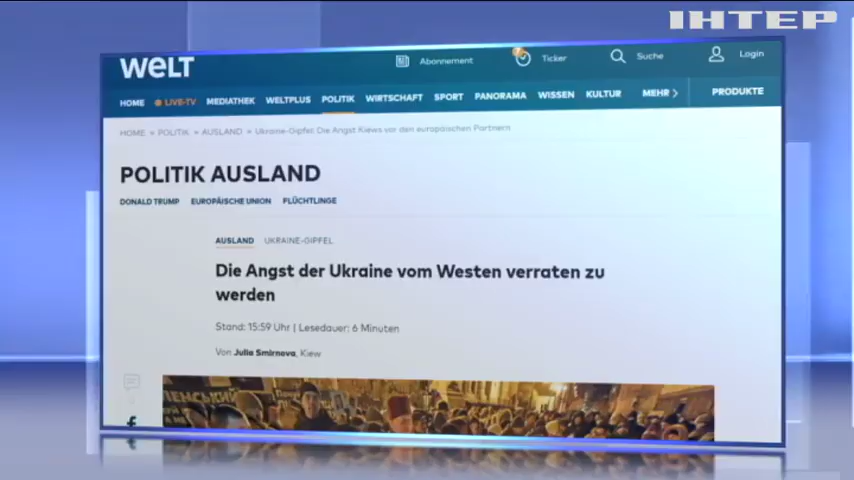 ІНТЕР
WELT
Abonnement
7
Ticker
Suche
Login
HOME LIVE-TV MEDIATHEK WELTPLUS POLITIK WIRTSCHAFT SPORT PANORAMA WISSEN KULTUR MEHR > PRODUKTE
HOME » POLITIK » AUSLAND » Ukraine-Gipfel: Die Angst Kiews vor den europäischen Partnern
POLITIK AUSLAND
DONALD TRUMP EUROPÄISCHE UNION FLÜCHTLINGE
AUSLAND UKRAINE-GIPFEL
Die Angst der Ukraine vom Westen verraten zu
werden
Stand: 15:59 Uhr | Lesedauer: 6 Minuten
Von Julia Smirnova, Kiew
ЛЕНСЬКИЙ